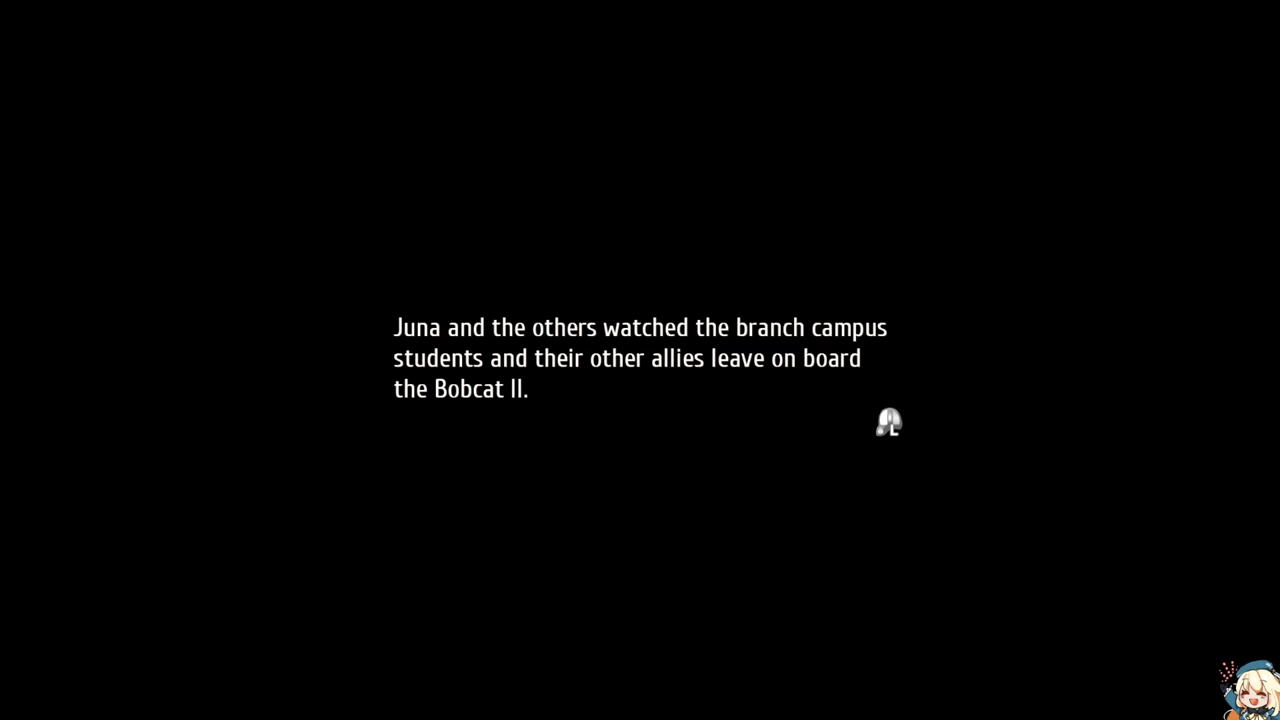 Juna and the others watched the branch campus
students and their other allies leave on board
the Bobcat II.
L